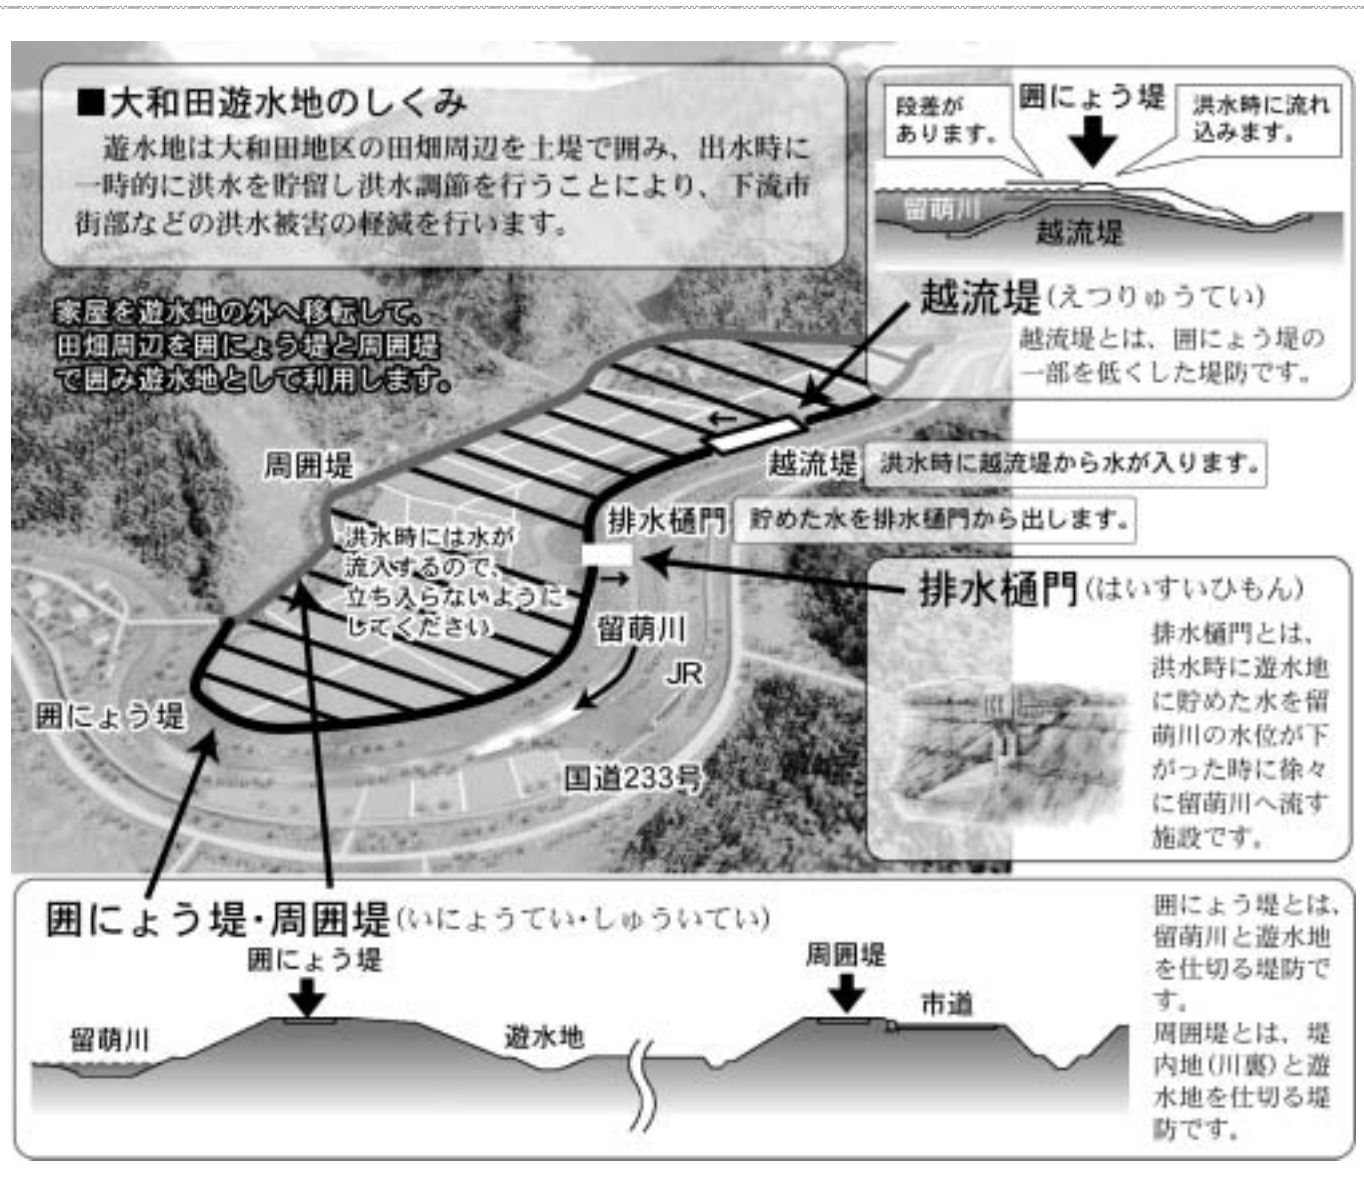 ■大和田遊水地のしくみ
遊水地は大和田地区の田畑周辺を土堤で囲み、出水時に
一時的に洪水を貯留し洪水調節を行うことにより、下流市
街部などの洪水被害の軽減を行います。
家屋を遊水地の外へ移転して、
田畑周辺を囲にょう堤と周囲堤
で囲み遊水地として利用します。
段差が
あります。
囲にょう堤
洪水時に流れ
込みます。
留萌川
越流堤
越流堤(えつりゅうてい)
越流堤とは、囲にょう堤の
一部を低くした堤防です。
周囲堤
←
越流堤
洪水時に越流堤から水が入ります。
排水樋門
貯めた水を排水樋門から出します。
洪水時には水が
流入するので、
立ち入らないように
してください
→
留萌川
JR
囲にょう堤
国道233号
排水樋門(はいすいひもん)
排水樋門とは、
洪水時に遊水地
に貯めた水を留
萌川の水位が下
がった時に徐々
に留萌川へ流す
施設です。
囲にょう堤・周囲堤(いにょうてい・しゅういてい)
囲にょう堤
周囲堤
留萌川
遊水地
市道
囲にょう堤とは、
留萌川と遊水地
を仕切る堤防で
す。
周囲堤とは、堤
内地(川裏)と遊
水地を仕切る堤
防です。